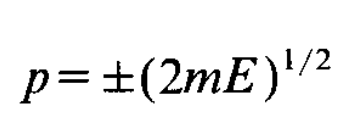 p = ±(2mE)^{1/2}